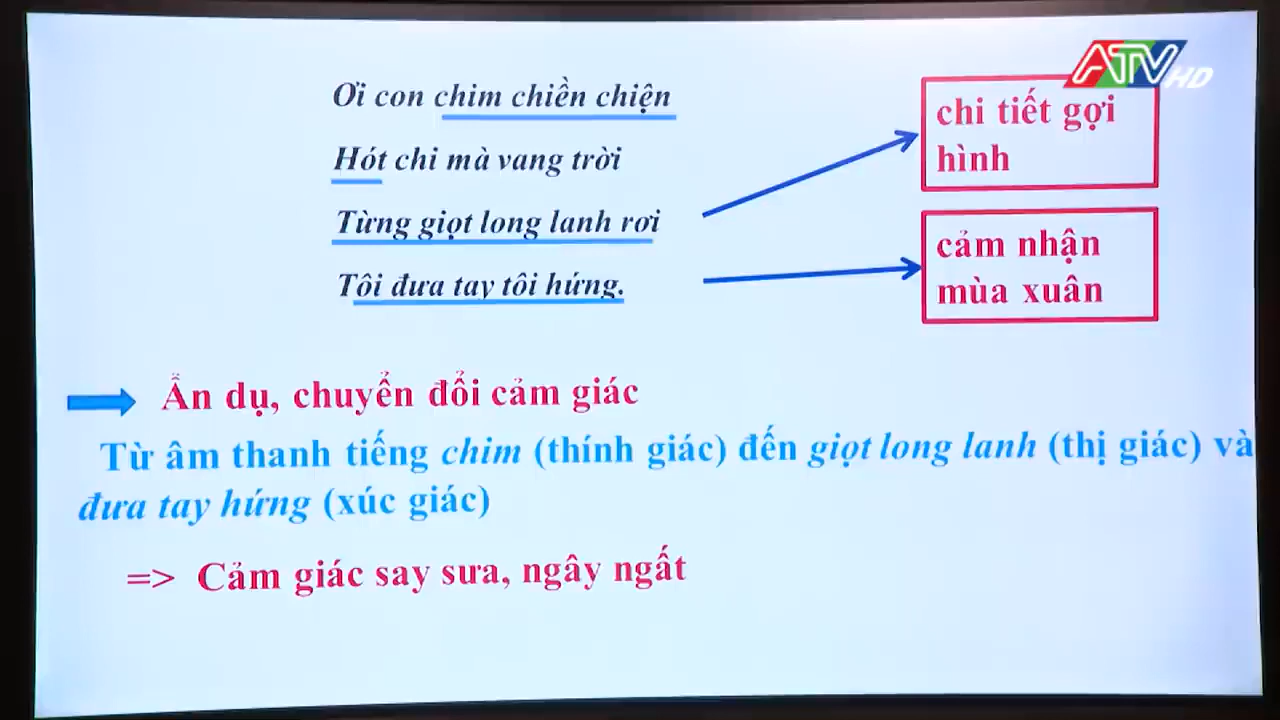 ATV HD
Ơi con chim chiền chiện
Hót chi mà vang trời
Từng giọt long lanh rơi
Tôi đưa tay tôi hứng.
chi tiết gợi
hình
cảm nhận
mùa xuân
Ẩn dụ, chuyển đổi cảm giác
Từ âm thanh tiếng chim (thính giác) đến giọt long lanh (thị giác) và
đưa tay hứng (xúc giác)
=> Cảm giác say sưa, ngây ngất